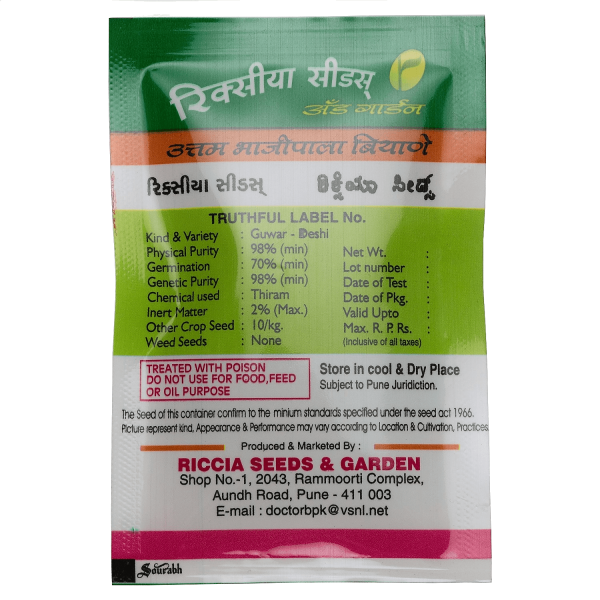 रिक्सीया सीडस्
अँड गार्डन
उत्तम भाजीपाला बियाणे
रिक्सीया सीडस् ರಿಕ್ಸಿಯಾ ಸೀಡ್ಸ
TRUTHFUL LABEL No.
Kind & Variety : Guwar - Deshi
Physical Purity : 98% (min)
Germination : 70% (min)
Genetic Purity : 98% (min)
Chemical used : Thiram
Inert Matter : 2% (Max.)
Other Crop Seed : 10/kg.
Weed Seeds : None
Net Wt. :
Lot number :
Date of Test :
Date of Pkg. :
Valid Upto :
Max. R. P. Rs. :
(Inclusive of all taxes)
TREATED WITH POISON
DO NOT USE FOR FOOD,FEED
OR OIL PURPOSE
Store in cool & Dry Place
Subject to Pune Juridiction.
The Seed of this container confirm to the minium standards specified under the seed act 1966.
Picture represent kind, Appearance & Performance may vary according to Location & Cultivation, Practices.
Produced & Marketed By :
RICCIA SEEDS & GARDEN
Shop No.-1, 2043, Rammoorti Complex,
Aundh Road, Pune - 411 003
E-mail : doctorbpk@vsnl.net
Sourabh